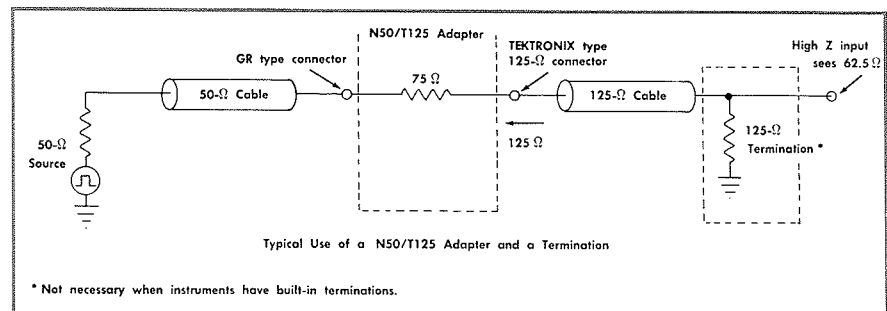 N50/T125 Adapter
GR type connector
75 Ω
TEKTRONIX type
125-Ω connector
High Z input
sees 62.5 Ω
50-Ω Cable
125-Ω Cable
50-Ω
Source
125 Ω
125-Ω
Termination *
Typical Use of a N50/T125 Adapter and a Termination
* Not necessary when instruments have built-in terminations.